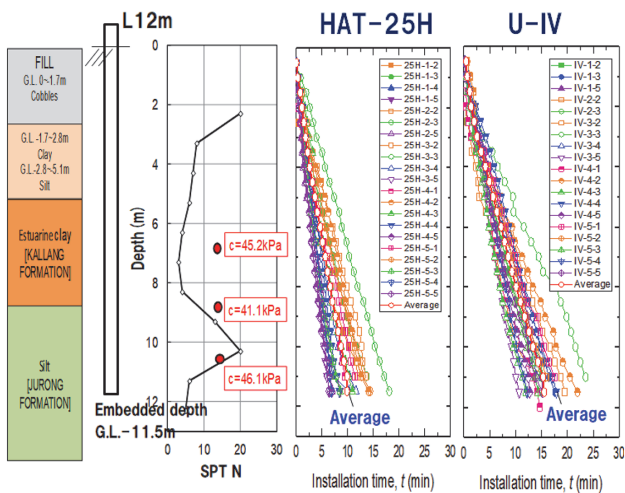 L12m
HAT-25H
U-IV
FILL
G.L. 0~-1.7m
Cobbles
G.L.-1.7~2.8m
Clay
G.L.-2.8~5.1m
Silt
Estuarine clay
[KALLANG
FORMATION]
Silt
[JURONG
FORMATION]
Embedded depth
G.L.-11.5m
Depth (m)
0
2
4
6
8
10
12
c=45.2kPa
c=41.1kPa
c=46.1kPa
0 10 20 30
SPT N
25H-1-2
25H-1-3
25H-1-4
25H-1-5
25H-2-2
25H-2-3
25H-2-5
25H-3-2
25H-3-3
25H-3-4
25H-3-5
25H-4-1
25H-4-2
25H-4-3
25H-4-4
25H-4-5
25H-5-1
25H-5-2
25H-5-3
25H-5-4
25H-5-5
Average
Average
0 5 10 15 20 25 30
Installation time, t (min)
IV-1-2
IV-1-3
IV-1-5
IV-2-2
IV-2-3
IV-3-2
IV-3-3
IV-3-4
IV-3-5
IV-4-1
IV-4-2
IV-4-3
IV-4-4
IV-4-5
IV-5-1
IV-5-2
IV-5-3
IV-5-4
IV-5-5
Average
Average
0 5 10 15 20 25 30
Installation time, t (min)